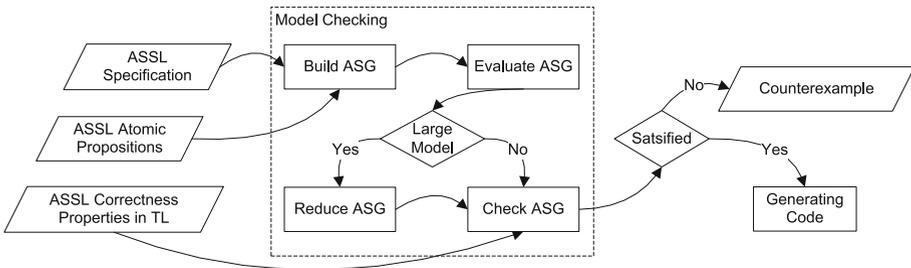 Model Checking
ASSL
Specification
Build ASG
Evaluate ASG
No
Counterexample
ASSL Atomic
Propositions
Large
Model
Satsified
Yes
No
Yes
ASSL Correctness
Properties in TL
Reduce ASG
Check ASG
Generating
Code